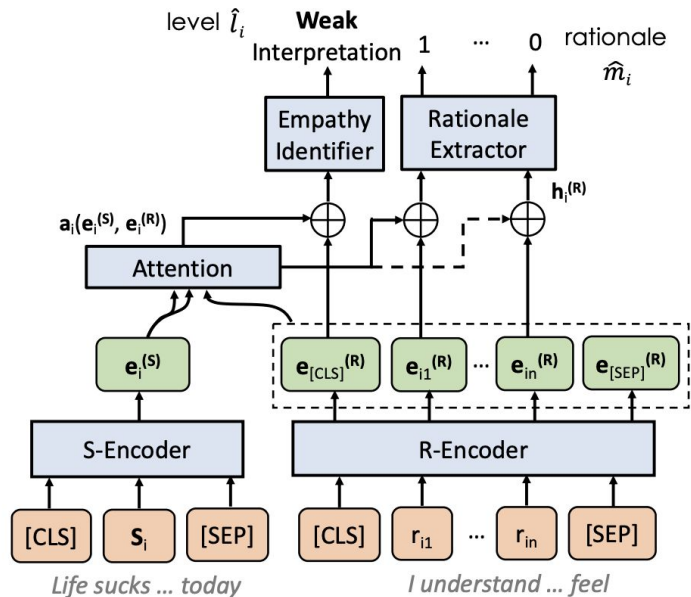 level l̂ᵢ Weak Interpretation 1 ... 0 rationale m̂ᵢ
Empathy Identifier
Rationale Extractor
hᵢ⁽ᴿ⁾
aᵢ(eᵢ⁽ˢ⁾, eᵢ⁽ᴿ⁾)
Attention
eᵢ⁽ˢ⁾ e[CLS]⁽ᴿ⁾ eᵢ₁⁽ᴿ⁾ ... eᵢₙ⁽ᴿ⁾ e[SEP]⁽ᴿ⁾
S-Encoder R-Encoder
[CLS] Sᵢ [SEP] [CLS] rᵢ₁ ... rᵢₙ [SEP]
Life sucks ... today I understand ... feel